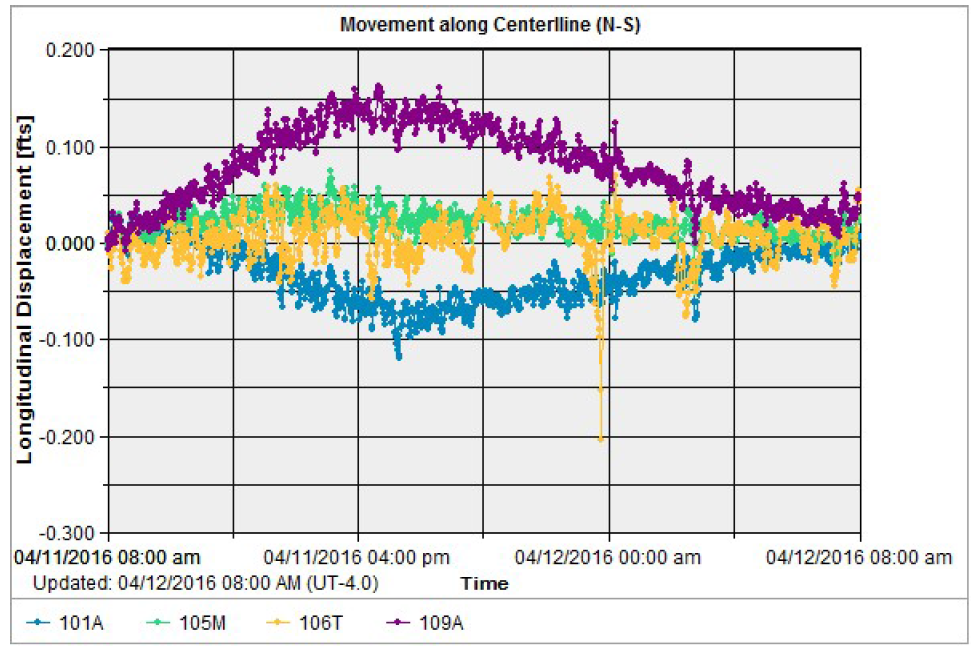 Movement along Centerlline (N-S)
Longitudinal Displacement [fts]
0.200
0.100
0.000
-0.100
-0.200
-0.300
04/11/2016 08:00 am 04/11/2016 04:00 pm 04/12/2016 00:00 am 04/12/2016 08:00 am
Updated: 04/12/2016 08:00 AM (UT-4.0) Time
101A 105M 106T 109A